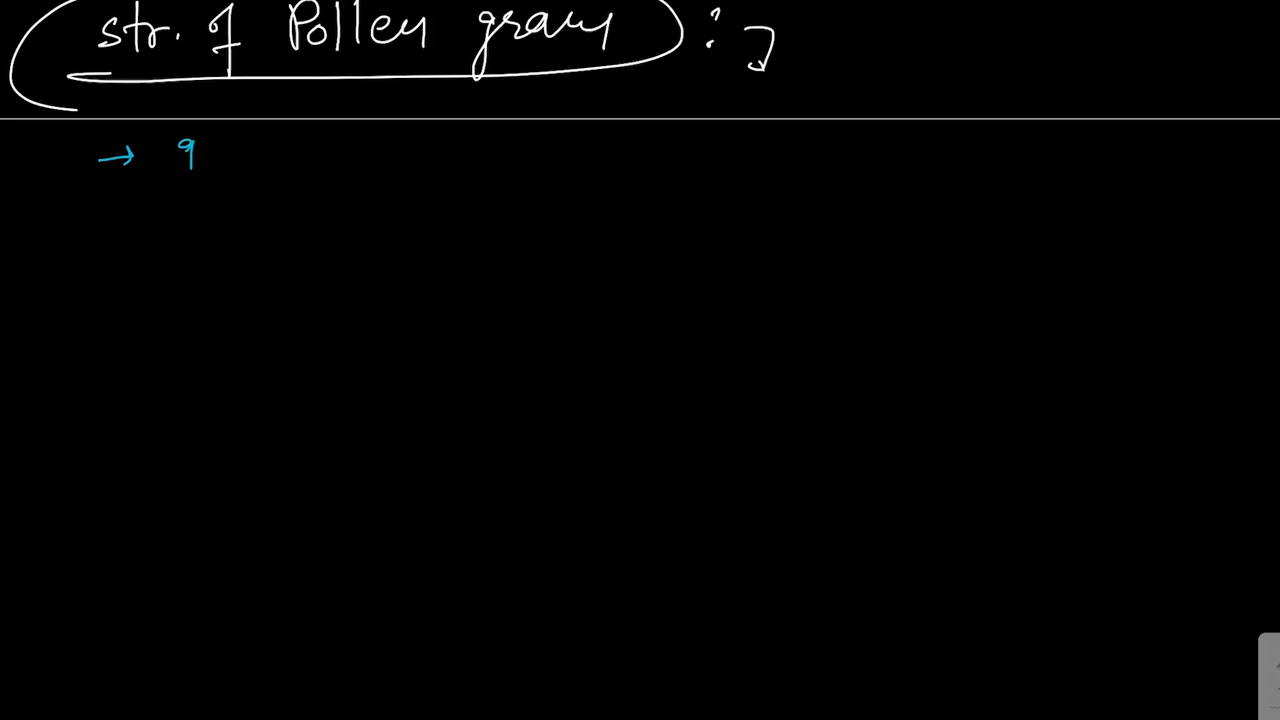 str. of Pollen grain :
→ 9